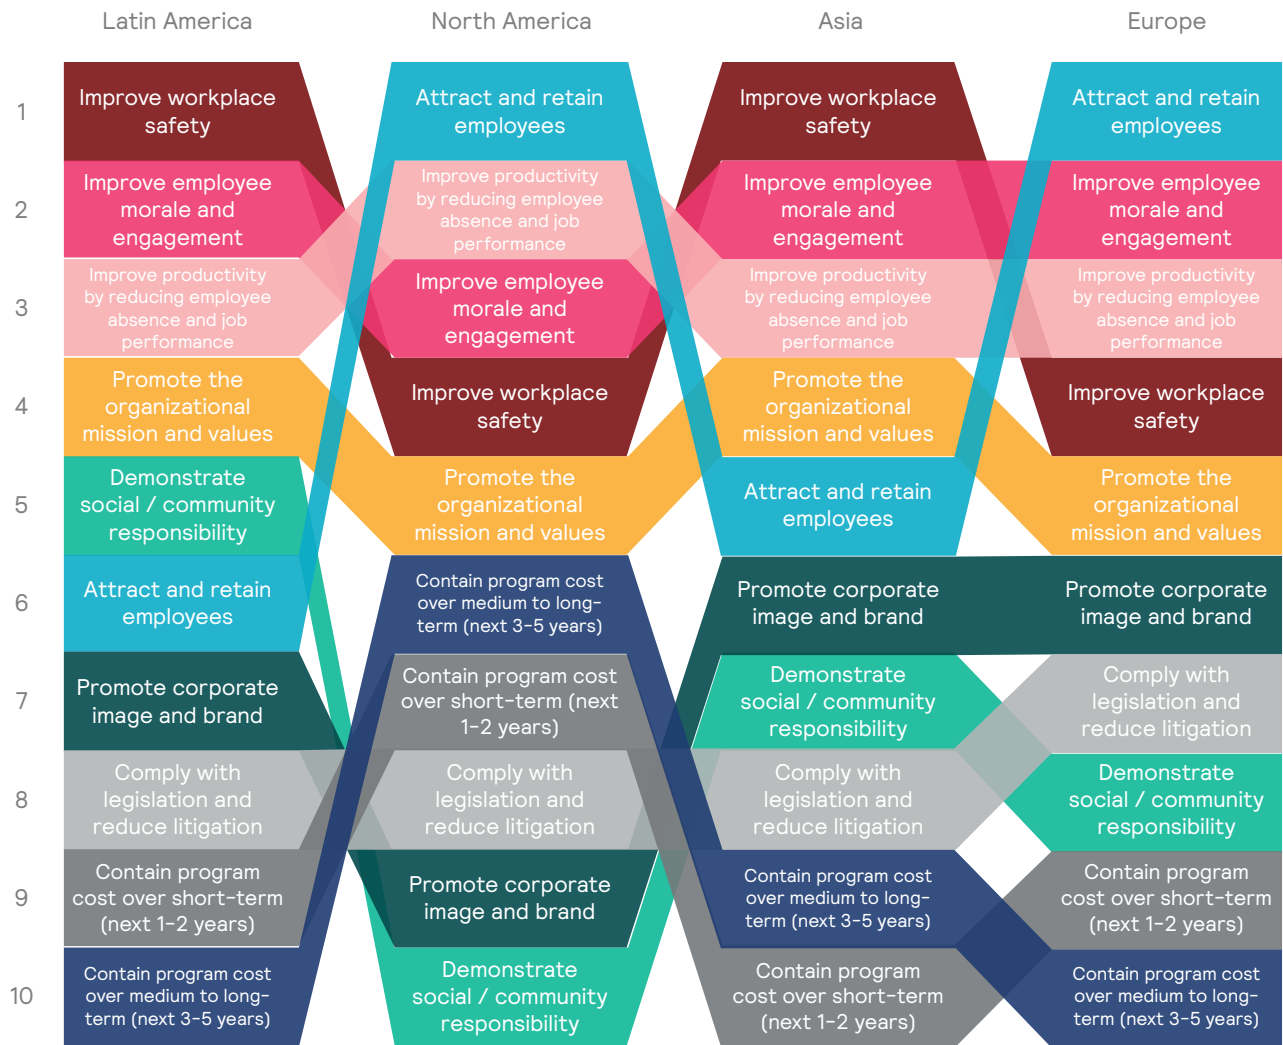 Latin America
North America
Asia
Europe
1
Improve workplace
safety
Attract and retain
employees
Improve workplace
safety
Attract and retain
employees
2
Improve employee
morale and
engagement
Improve productivity
by reducing employee
absence and job
performance
Improve employee
morale and
engagement
Improve employee
morale and
engagement
3
Improve productivity
by reducing employee
absence and job
performance
Improve employee
morale and
engagement
Improve productivity
by reducing employee
absence and job
performance
Improve productivity
by reducing employee
absence and job
performance
4
Promote the
organizational
mission and values
Improve workplace
safety
Promote the
organizational
mission and values
Improve workplace
safety
5
Demonstrate
social / community
responsibility
Promote the
organizational
mission and values
Attract and retain
employees
Promote the
organizational
mission and values
6
Attract and retain
employees
Contain program cost
over medium to long-
term (next 3-5 years)
Promote corporate
image and brand
Promote corporate
image and brand
7
Promote corporate
image and brand
Contain program cost
over short-term (next
1-2 years)
Demonstrate
social / community
responsibility
Comply with
legislation and
reduce litigation
8
Comply with
legislation and
reduce litigation
Comply with
legislation and
reduce litigation
Comply with
legislation and
reduce litigation
Demonstrate
social / community
responsibility
9
Contain program
cost over short-term
(next 1-2 years)
Promote corporate
image and brand
Contain program cost
over medium to long-
term (next 3-5 years)
Contain program
cost over short-term
(next 1-2 years)
10
Contain program cost
over medium to long-
term (next 3-5 years)
Demonstrate
social / community
responsibility
Contain program
cost over short-term
(next 1-2 years)
Contain program cost
over medium to long-
term (next 3-5 years)